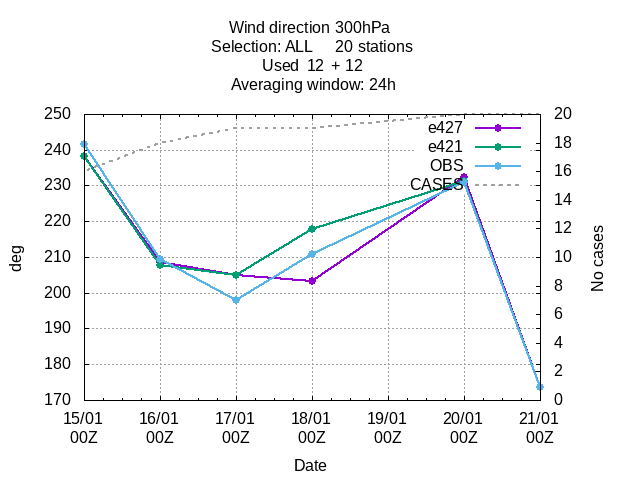 Wind direction 300hPa
Selection: ALL 20 stations
Used 12 + 12
Averaging window: 24h
250
240
230
220
210
200
190
180
170
deg
20
18
16
14
12
10
8
6
4
2
0
No cases
e427
e421
OBS
CASES
15/01 16/01 17/01 18/01 19/01 20/01 21/01
00Z 00Z 00Z 00Z 00Z 00Z 00Z
Date